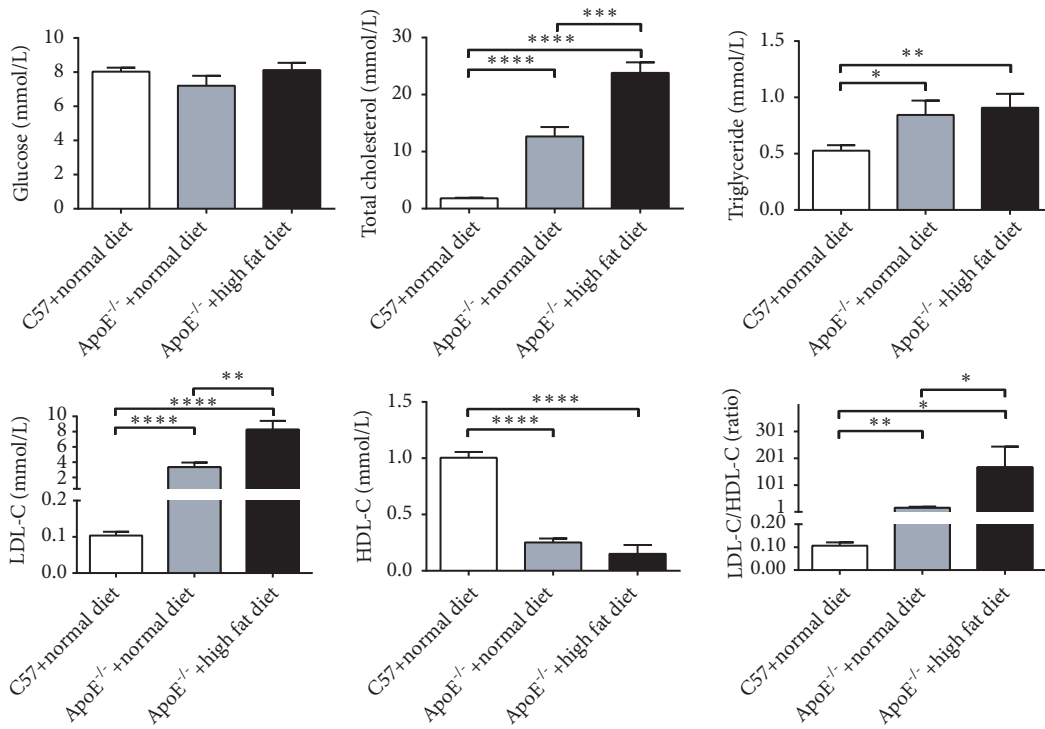 Glucose (mmol/L)
10
8
6
4
2
0
C57+normal diet
ApoE-/-+normal diet
ApoE-/-+high fat diet
Total cholesterol (mmol/L)
30
20
10
0
***
****
****
C57+normal diet
ApoE-/-+normal diet
ApoE-/-+high fat diet
Triglyceride (mmol/L)
1.5
1.0
0.5
0.0
**
*
C57+normal diet
ApoE-/-+normal diet
ApoE-/-+high fat diet
LDL-C (mmol/L)
10
8
6
4
2
0.2
0.1
0.0
**
****
****
C57+normal diet
ApoE-/-+normal diet
ApoE-/-+high fat diet
HDL-C (mmol/L)
1.5
1.0
0.5
0.0
****
****
C57+normal diet
ApoE-/-+normal diet
ApoE-/-+high fat diet
LDL-C/HDL-C (ratio)
301
201
101
1
0.20
0.10
0.00
*
*
**
C57+normal diet
ApoE-/-+normal diet
ApoE-/-+high fat diet